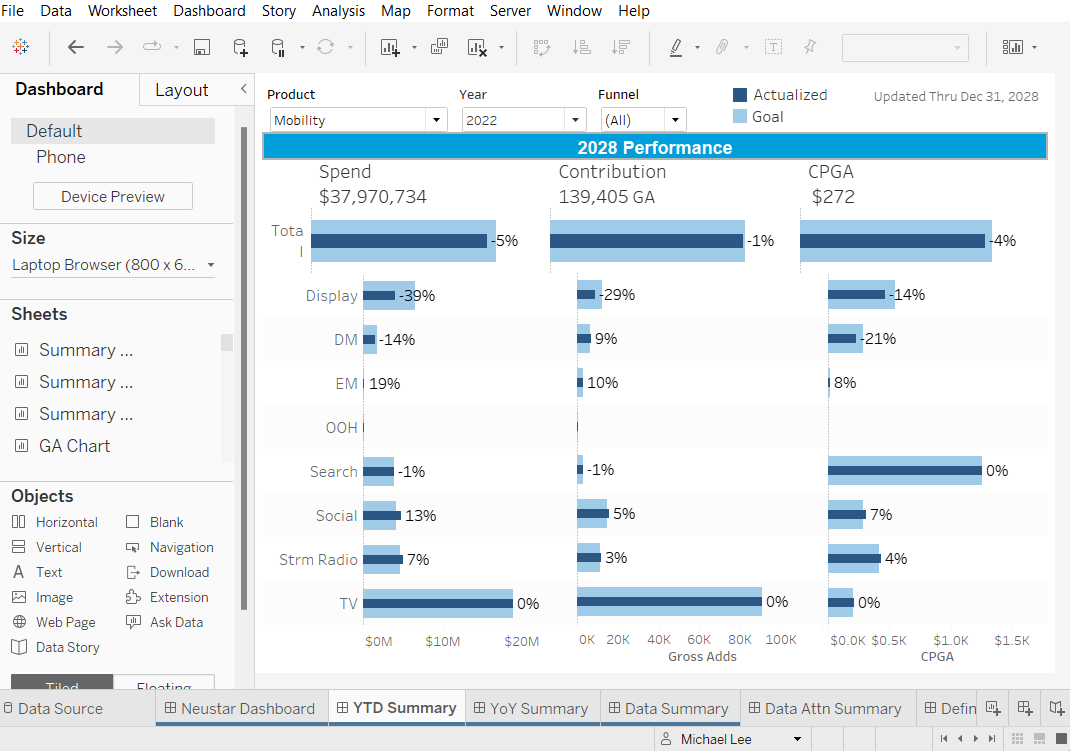 File Data Worksheet Dashboard Story Analysis Map Format Server Window Help
Dashboard Layout
Default
Phone
Device Preview
Size
Laptop Browser (800 x 6...
Sheets
Summary ...
Summary ...
Summary ...
GA Chart
Objects
Horizontal Blank
Vertical Navigation
Text Download
Image Extension
Web Page Ask Data
Data Story
Tiled Floating
Product Year Funnel
Mobility 2022 (All)
Actualized
Goal
Updated Thru Dec 31, 2028
2028 Performance
Spend Contribution CPGA
$37,970,734 139,405 GA $272
Tota
l
-5% -1% -4%
Display -39% -29% -14%
DM -14% 9% -21%
EM 19% 10% 8%
OOH
Search -1% -1% 0%
Social 13% 5% 7%
Strm Radio 7% 3% 4%
TV 0% 0% 0%
$0M $10M $20M 0K 20K 40K 60K 80K 100K $0.0K $0.5K $1.0K $1.5K
Gross Adds CPGA
Data Source Neustar Dashboard YTD Summary YoY Summary Data Summary Data Attn Summary Defin
Michael Lee